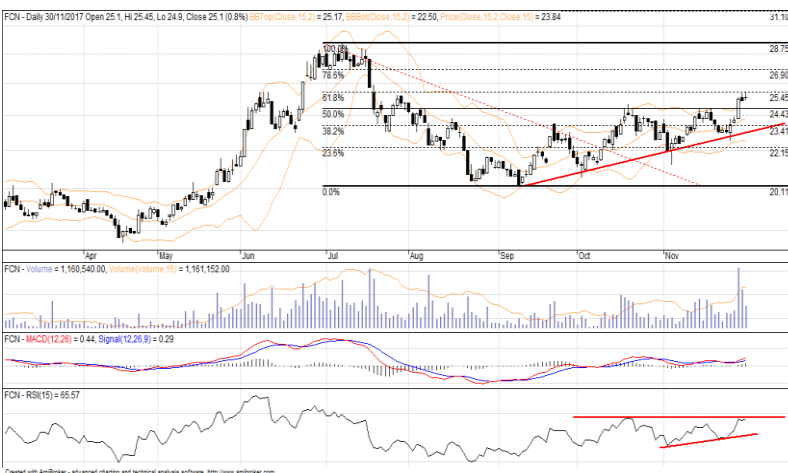 FCN - Daily 30/11/2017 Open 25.1, Hi 25.45, Lo 24.9, Close 25.1 (0.8%) BBTop(Close,15,2) = 25.17, BBBot(Close,15,2) = 22.50, Price(Close,15,2,Close,15) = 23.84
31.10
100.0%
28.75
78.6%
26.90
61.8%
25.45
50.0%
24.43
38.2%
23.41
23.6%
22.15
0.0%
20.11
Apr May Jun Jul Aug Sep Oct Nov
FCN - Volume = 1,160,540.00, Volume(Volume,15) = 1,161,152.00
FCN - MACD(12,26) = 0.44, Signal(12,26,9) = 0.29
FCN - RSI(15) = 65.57
Created with AmiBroker - advanced charting and technical analysis software. http://www.amibroker.com